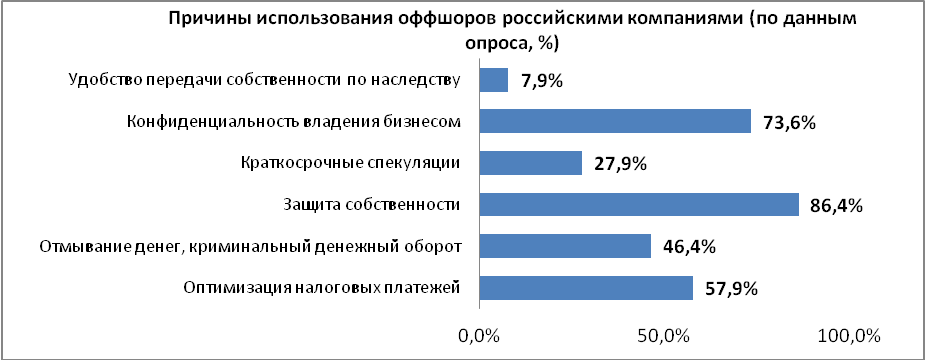 Причины использования оффшоров российскими компаниями (по данным
опроса, %)
Удобство передачи собственности по наследству
7,9%
Конфиденциальность владения бизнесом
73,6%
Краткосрочные спекуляции
27,9%
Защита собственности
86,4%
Отмывание денег, криминальный денежный оборот
46,4%
Оптимизация налоговых платежей
57,9%
0,0%
50,0%
100,0%